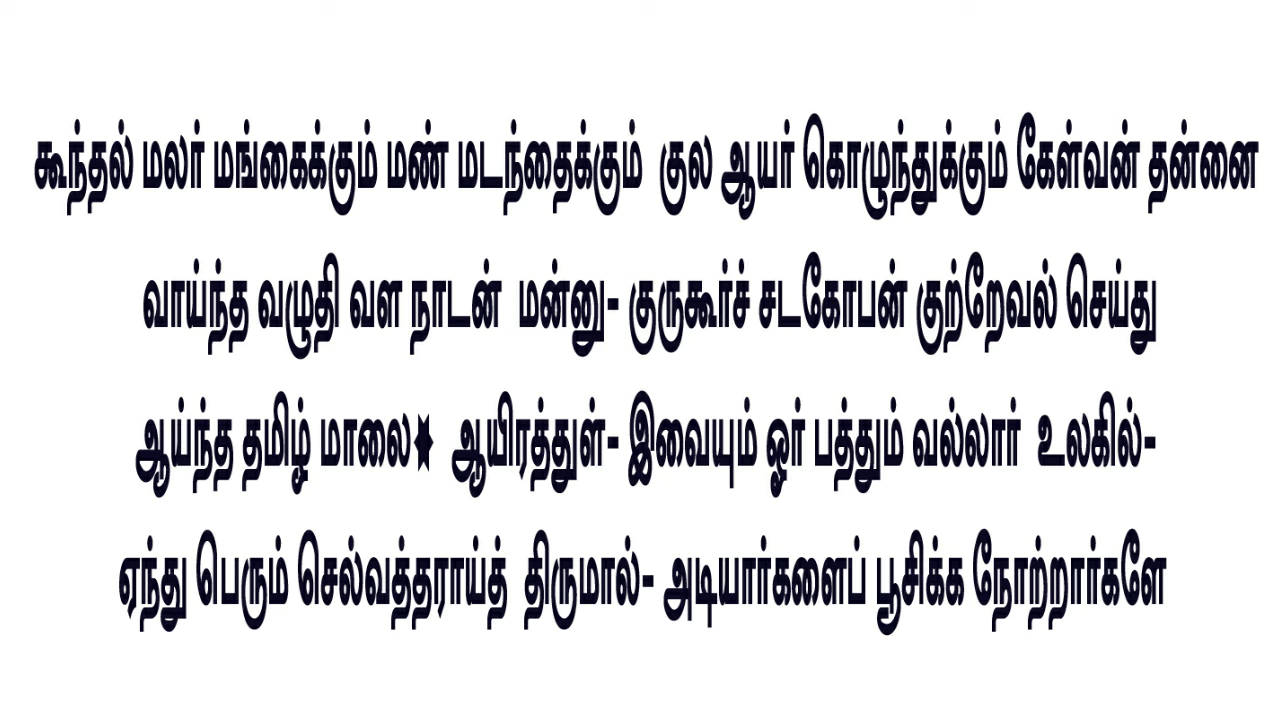 கூந்தல் மலர் மங்கைக்கும் மண் மடந்தைக்கும் குல ஆயர் கொழுந்துக்கும் கேள்வன் தன்னை
வாய்ந்த வழுதி வள நாடன் மன்னு- குருகூர்ச் சடகோபன் குற்றேவல் செய்து
ஆய்ந்த தமிழ் மாலை✷ ஆயிரத்துள்- இவையும் ஓர் பத்தும் வல்லார் உலகில்-
ஏந்து பெரும் செல்வத்தராய்த் திருமால்- அடியார்களைப் பூசிக்க நோற்றார்களே